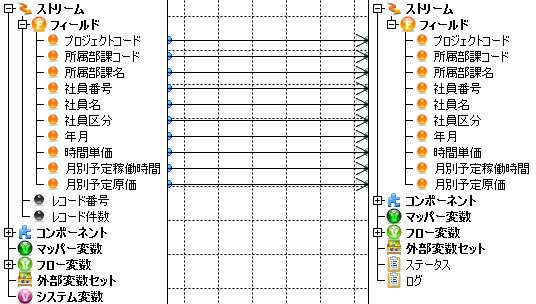 ストリーム
フィールド
プロジェクトコード
所属部課コード
所属部課名
社員番号
社員名
社員区分
年月
時間単価
月別予定稼働時間
月別予定原価
レコード番号
レコード件数
コンポーネント
マッパー変数
フロー変数
外部変数セット
システム変数
ストリーム
フィールド
プロジェクトコード
所属部課コード
所属部課名
社員番号
社員名
社員区分
年月
時間単価
月別予定稼働時間
月別予定原価
コンポーネント
マッパー変数
フロー変数
外部変数セット
ステータス
ログ